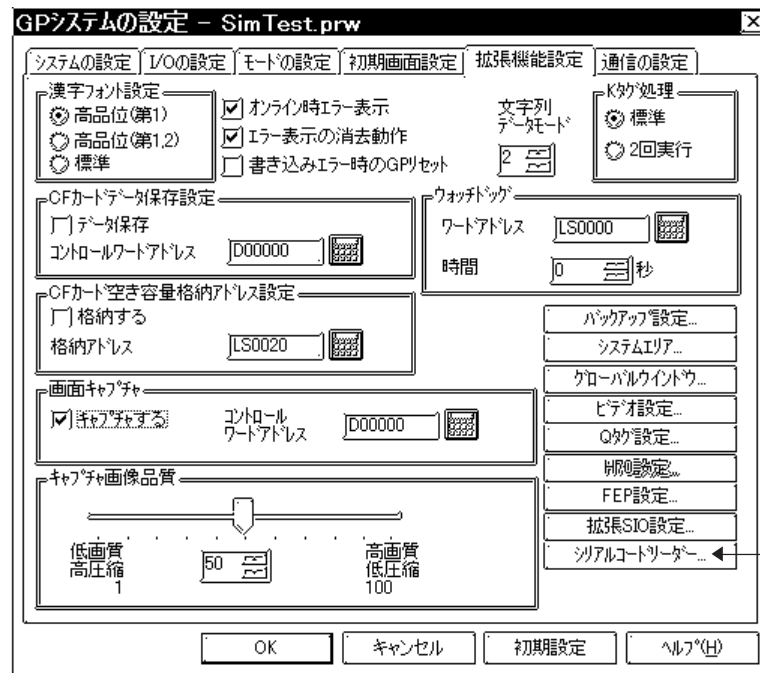 GPシステムの設定 - SimTest.prw
システムの設定 I/Oの設定 モードの設定 初期画面設定 拡張機能設定 通信の設定
漢字フォント設定
高品位(第1)
高品位(第1,2)
標準
オンライン時エラー表示
エラー表示の消去動作
書き込みエラー時のGPリセット
文字列
データモード
2
Kタグ処理
標準
2回実行
CFカードデータ保存設定
データ保存
コントロールワードアドレス D00000
ウォッチドッグ
ワードアドレス LS0000
時間 0 秒
CFカード空き容量格納アドレス設定
格納する
格納アドレス LS0020
画面キャプチャ
キャプチャする
コントロール
ワードアドレス
D00000
キャプチャ画像品質
低画質
高圧縮
1
50
高画質
低圧縮
100
バックアップ設定...
システムエリア...
グローバルウインドウ...
ビデオ設定...
Qタグ設定...
FEP設定...
拡張SIO設定...
シリアルコードリーダー...
OK キャンセル 初期設定 ヘルプ(H)